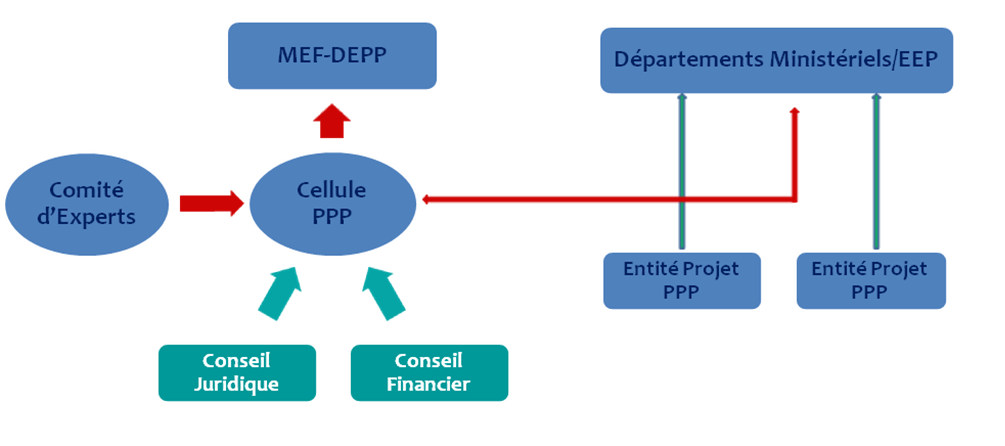 MEF-DEPP
Départements Ministériels/EEP
Comité
d'Experts
Cellule
PPP
Entité Projet
PPP
Entité Projet
PPP
Conseil
Juridique
Conseil
Financier